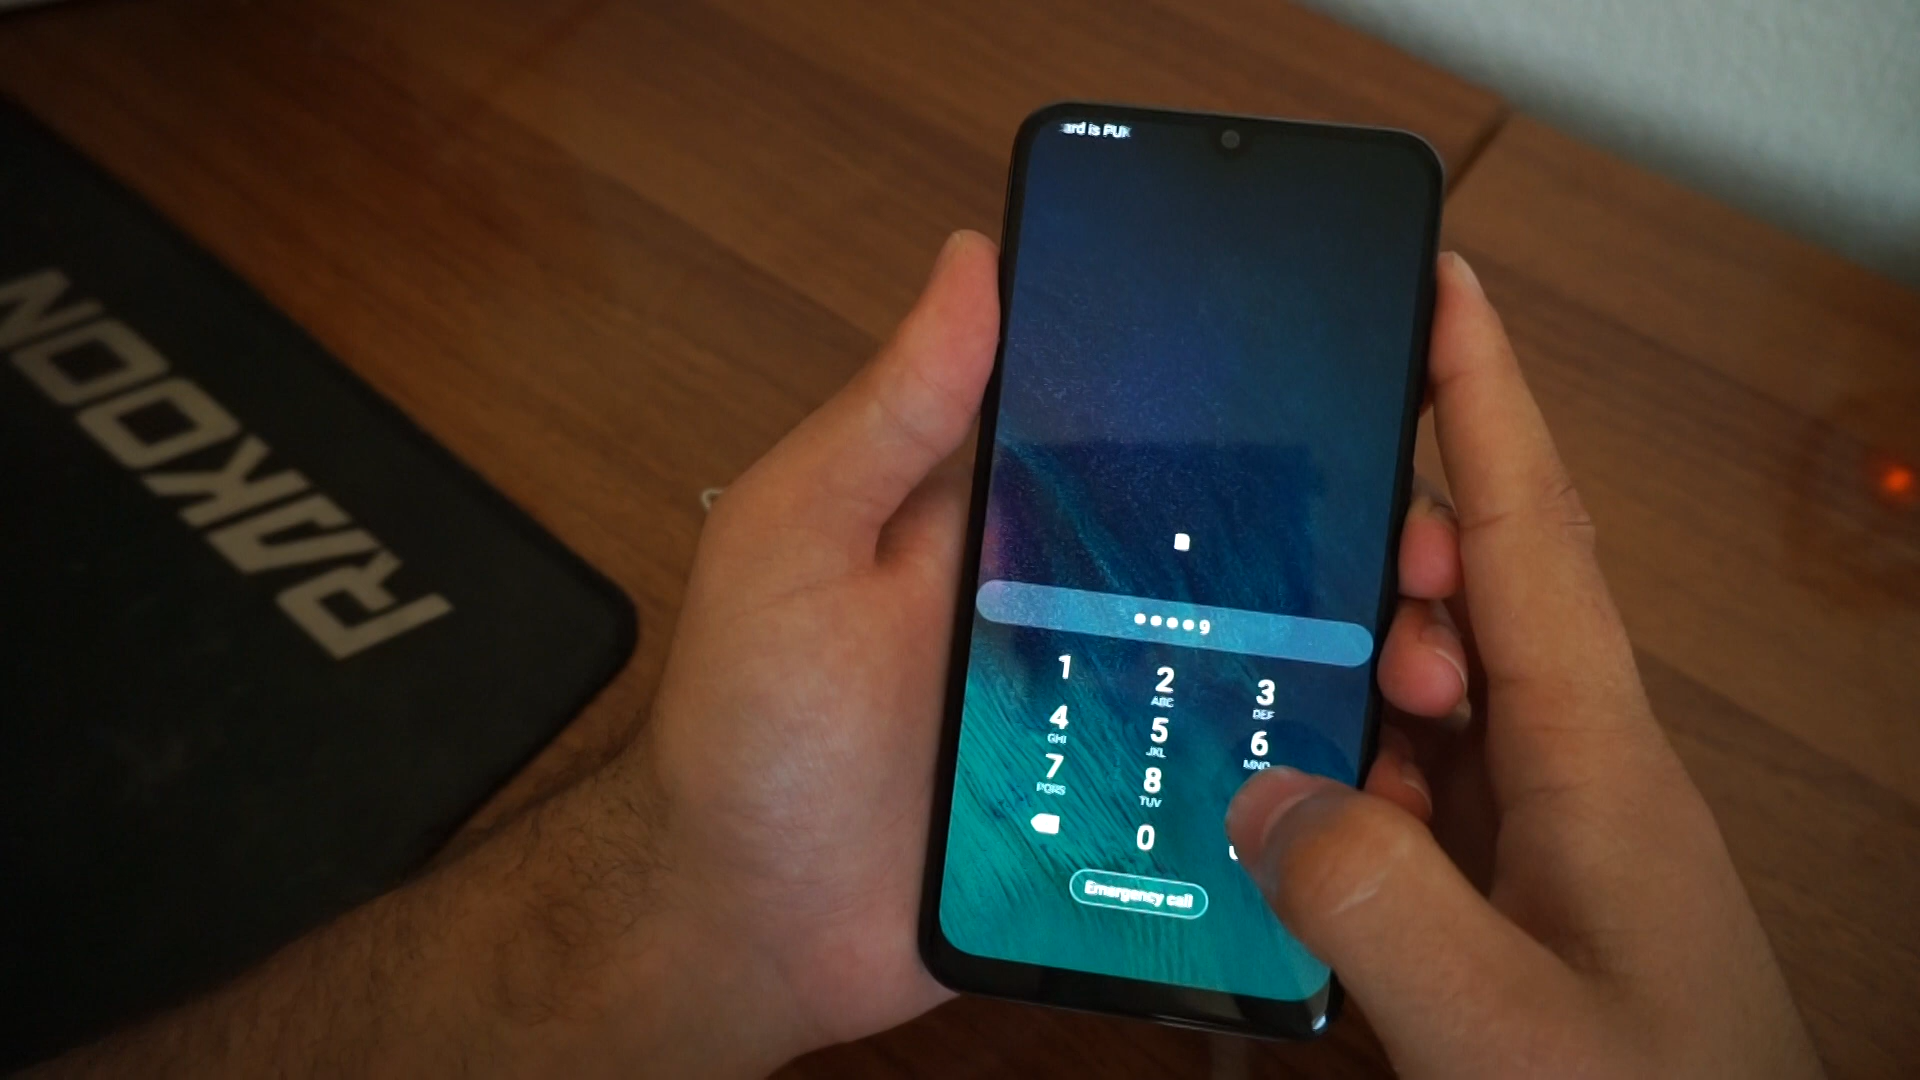 RAKOON
ard is PUK
••••9
1
2
ABC
3
DEF
4
GHI
5
JKL
6
MNO
7
PQRS
8
TUV
0
Emergency call